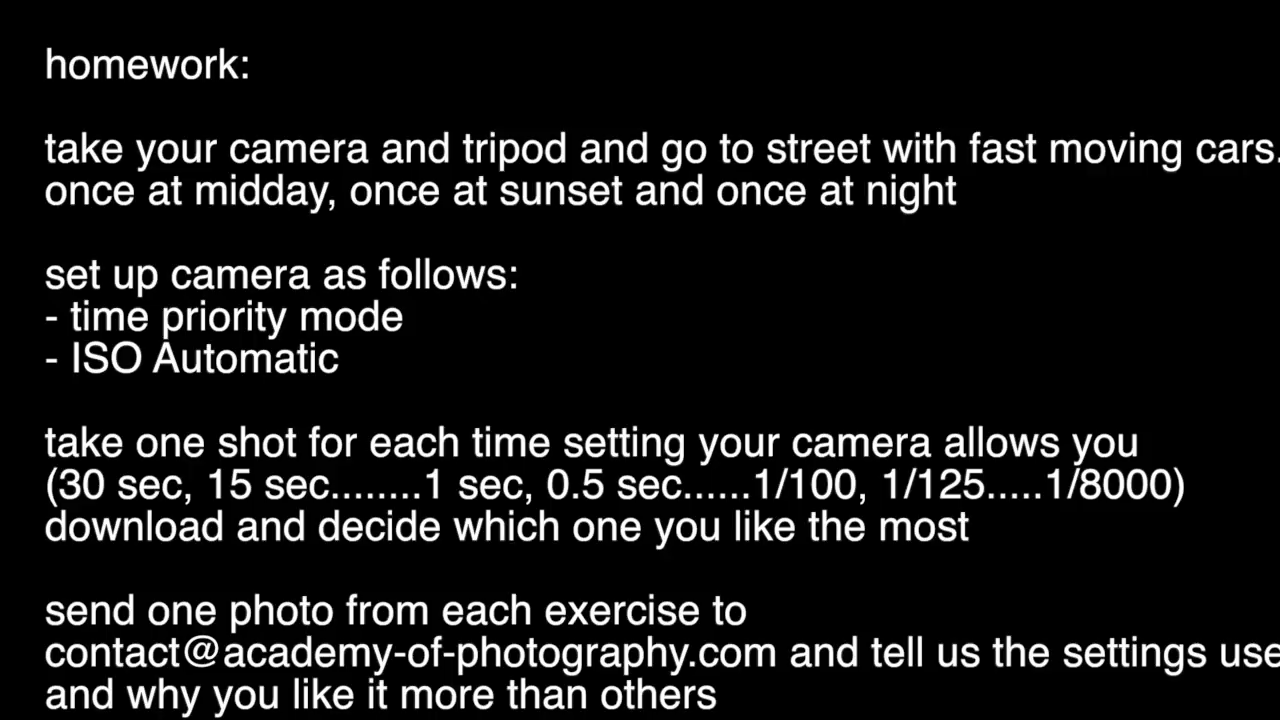 homework:
take your camera and tripod and go to street with fast moving cars.
once at midday, once at sunset and once at night
set up camera as follows:
- time priority mode
- ISO Automatic
take one shot for each time setting your camera allows you
(30 sec, 15 sec........1 sec, 0.5 sec......1/100, 1/125.....1/8000)
download and decide which one you like the most
send one photo from each exercise to
contact@academy-of-photography.com and tell us the settings use
and why you like it more than others